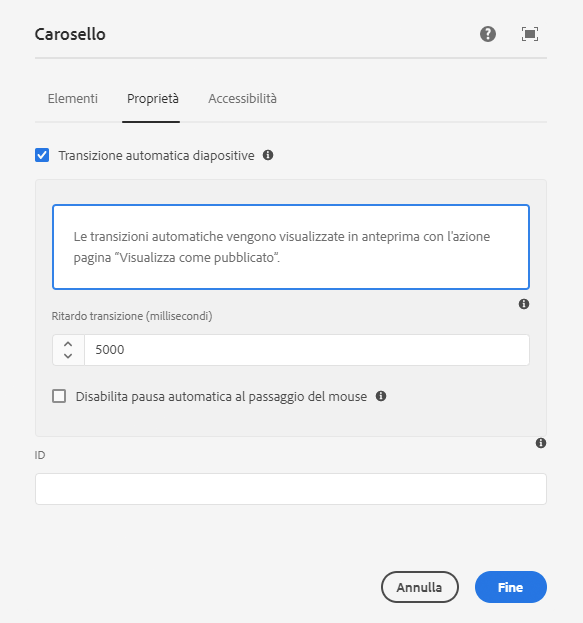 Carosello
Elementi Proprietà Accessibilità
Transizione automatica diapositive
Le transizioni automatiche vengono visualizzate in anteprima con l'azione
pagina "Visualizza come pubblicato".
Ritardo transizione (millisecondi)
5000
Disabilita pausa automatica al passaggio del mouse
ID
Annulla Fine